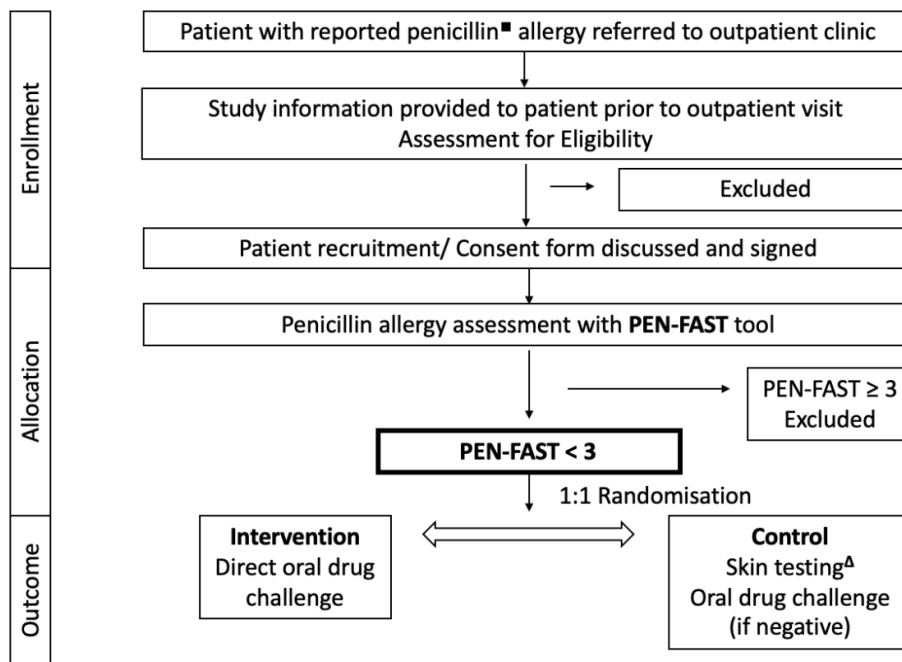 Enrollment
Patient with reported penicillin■ allergy referred to outpatient clinic
Study information provided to patient prior to outpatient visit
Assessment for Eligibility
Excluded
Patient recruitment/ Consent form discussed and signed
Allocation
Penicillin allergy assessment with PEN-FAST tool
PEN-FAST ≥ 3
Excluded
PEN-FAST < 3
1:1 Randomisation
Outcome
Intervention
Direct oral drug
challenge
Control
Skin testingᐃ
Oral drug challenge
(if negative)